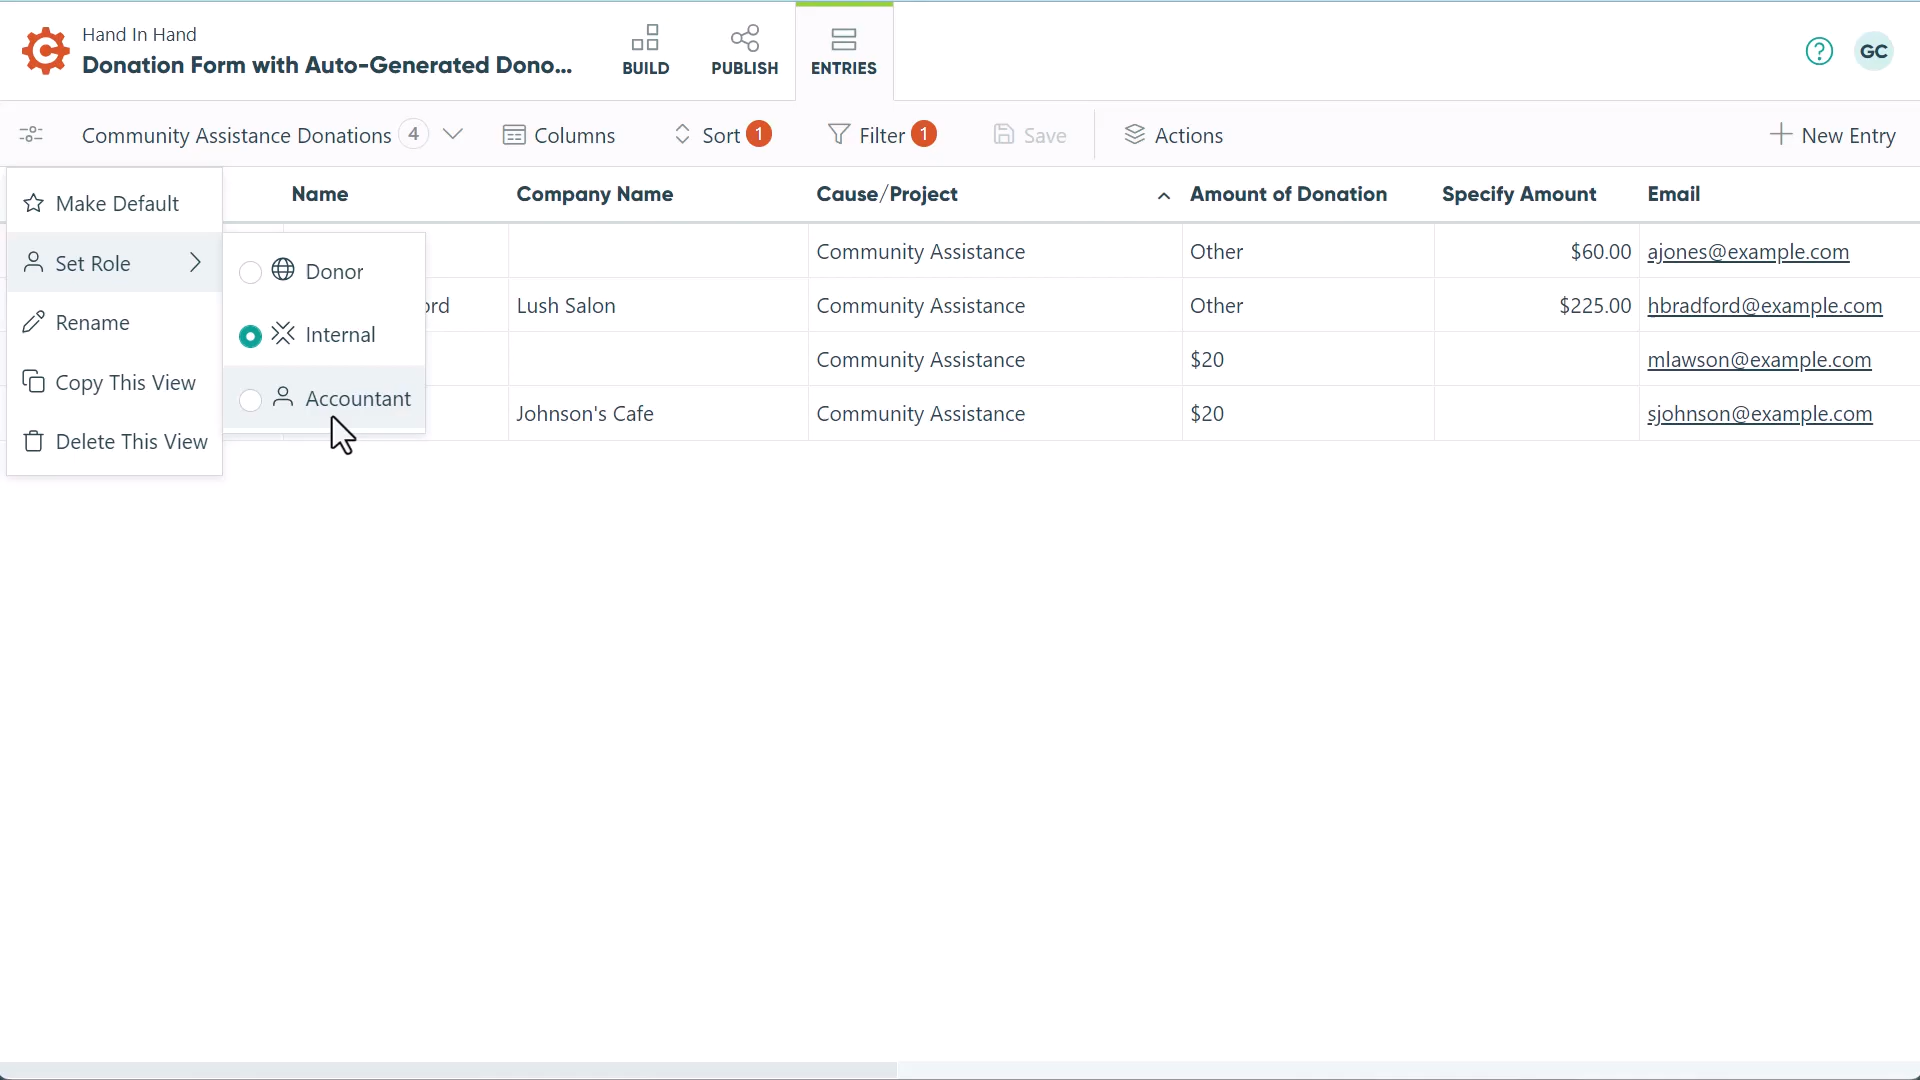 Hand In Hand
Donation Form with Auto-Generated Dono...
BUILD
PUBLISH
ENTRIES
GC
Community Assistance Donations 4
Columns
Sort 1
Filter 1
Save
Actions
New Entry
Name Company Name Cause/Project Amount of Donation Specify Amount Email
Make Default
Set Role
Rename
Copy This View
Delete This View
Donor
Internal
Accountant
Community Assistance Other $60.00 ajones@example.com
Lush Salon Community Assistance Other $225.00 hbradford@example.com
Community Assistance $20 mlawson@example.com
Johnson's Cafe Community Assistance $20 sjohnson@example.com